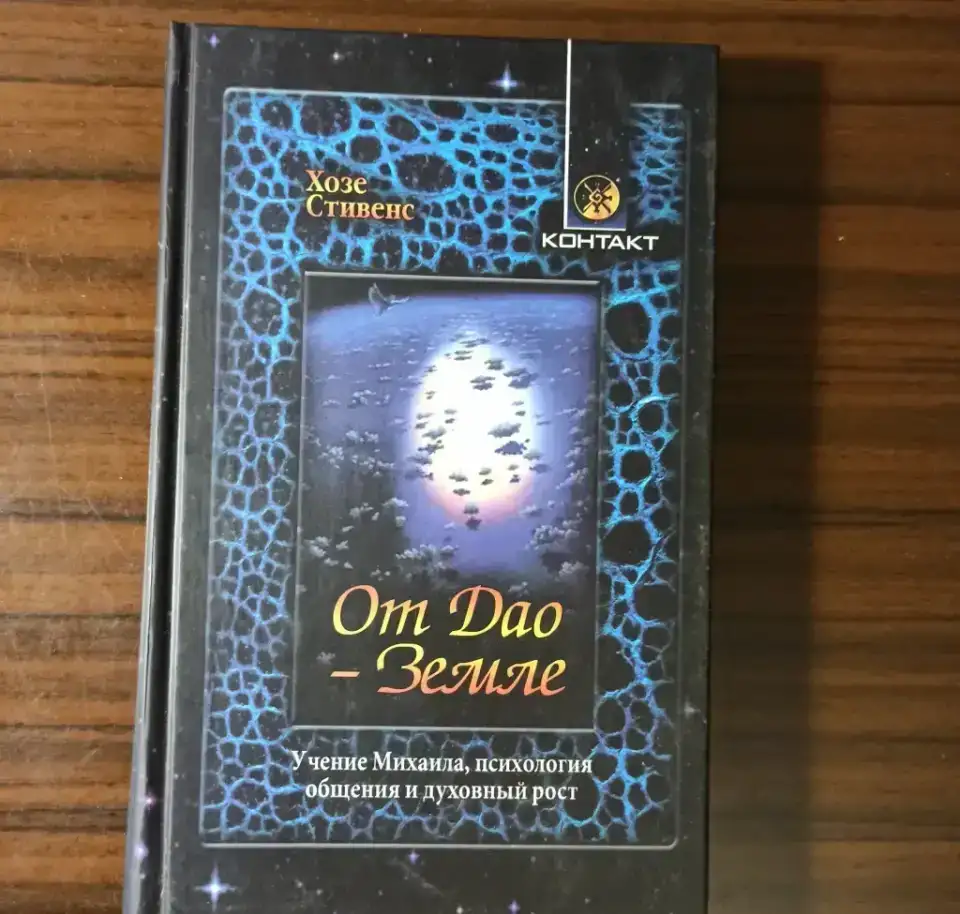 Хозе
Стивенс
КОНТАКТ
От Дао
– Земле
Учение Михаила, психология
общения и духовный рост